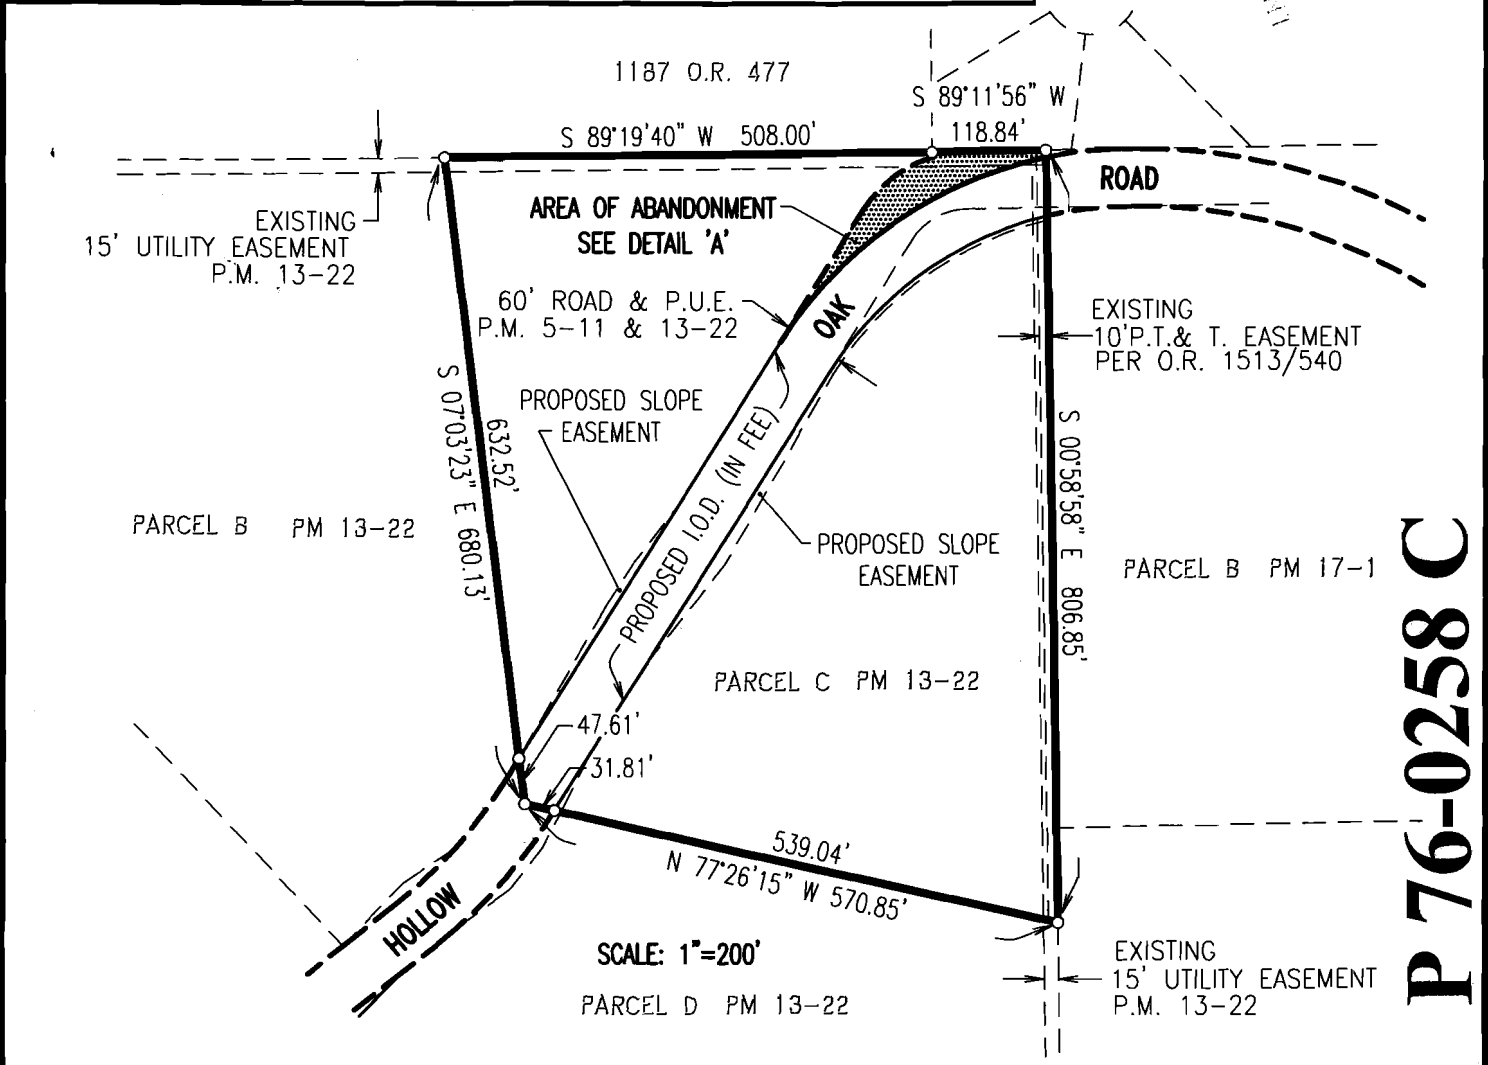 1187 O.R. 477
S 89°11'56" W
118.84'
S 89°19'40" W 508.00'
ROAD
AREA OF ABANDONMENT
SEE DETAIL 'A'
EXISTING
15' UTILITY EASEMENT
P.M. 13-22
60' ROAD & P.U.E.
P.M. 5-11 & 13-22
OAK
EXISTING
10' P.T.& T. EASEMENT
PER O.R. 1513/540
PROPOSED SLOPE
EASEMENT
632.52'
S 07°03'23" E 680.13'
PROPOSED I.O.D. (IN FEE)
S 00°58'58" E 806.85'
PARCEL B PM 13-22
PROPOSED SLOPE
EASEMENT
PARCEL B PM 17-1
PARCEL C PM 13-22
47.61'
31.81'
539.04'
N 77°26'15" W 570.85'
HOLLOW
SCALE: 1"=200'
PARCEL D PM 13-22
EXISTING
15' UTILITY EASEMENT
P.M. 13-22
P 76-0258 C